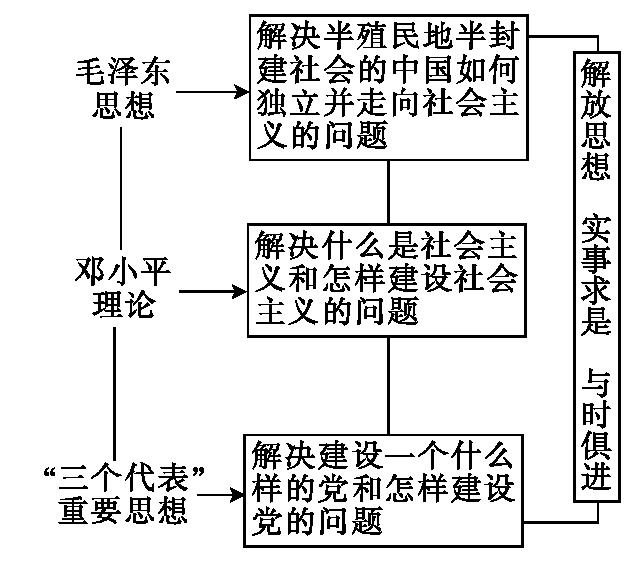 毛泽东
思想
解决半殖民地半封
建社会的中国如何
独立并走向社会主
义的问题
邓小平
理论
解决什么是社会主
义和怎样建设社会
主义的问题
“三个代表”
重要思想
解决建设一个什么
样的党和怎样建设
党的问题
解放思想 实事求是 与时俱进